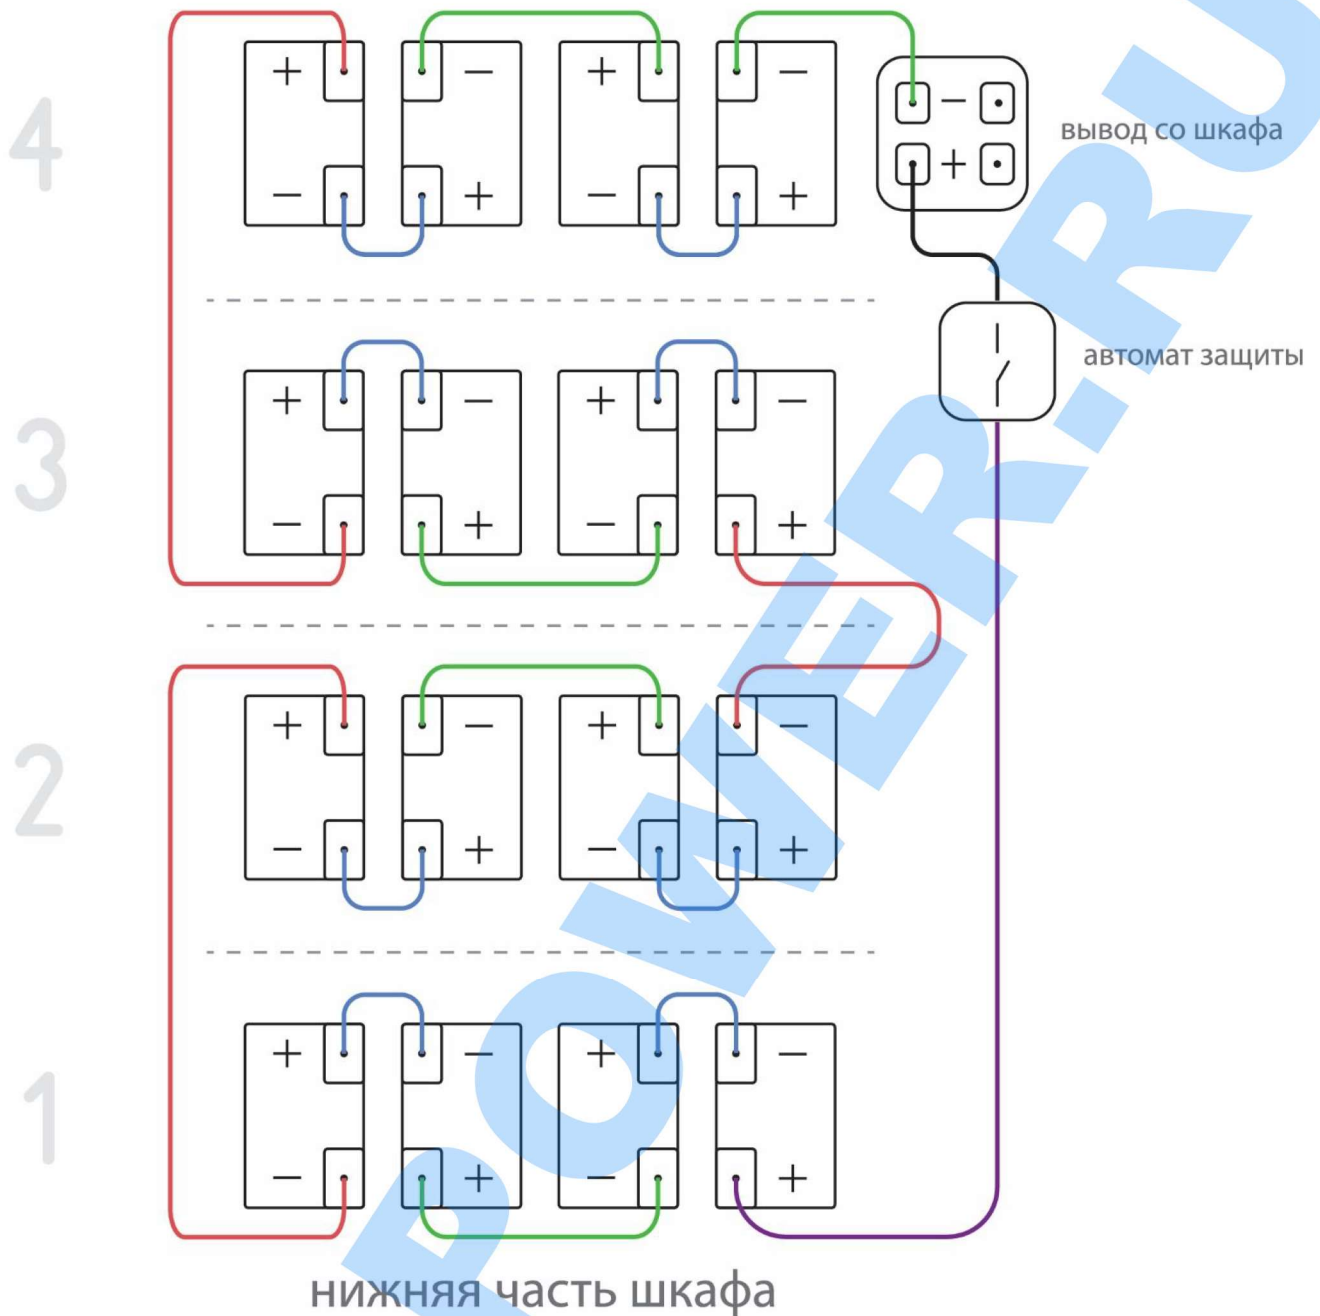 + − + − −
4 вывод со шкафа
− + − + +
автомат защиты
+ − + −
3
− + − +
+ − + −
2
− + − +
+ − + −
1
− + − +
нижняя часть шкафа
POWER.RU